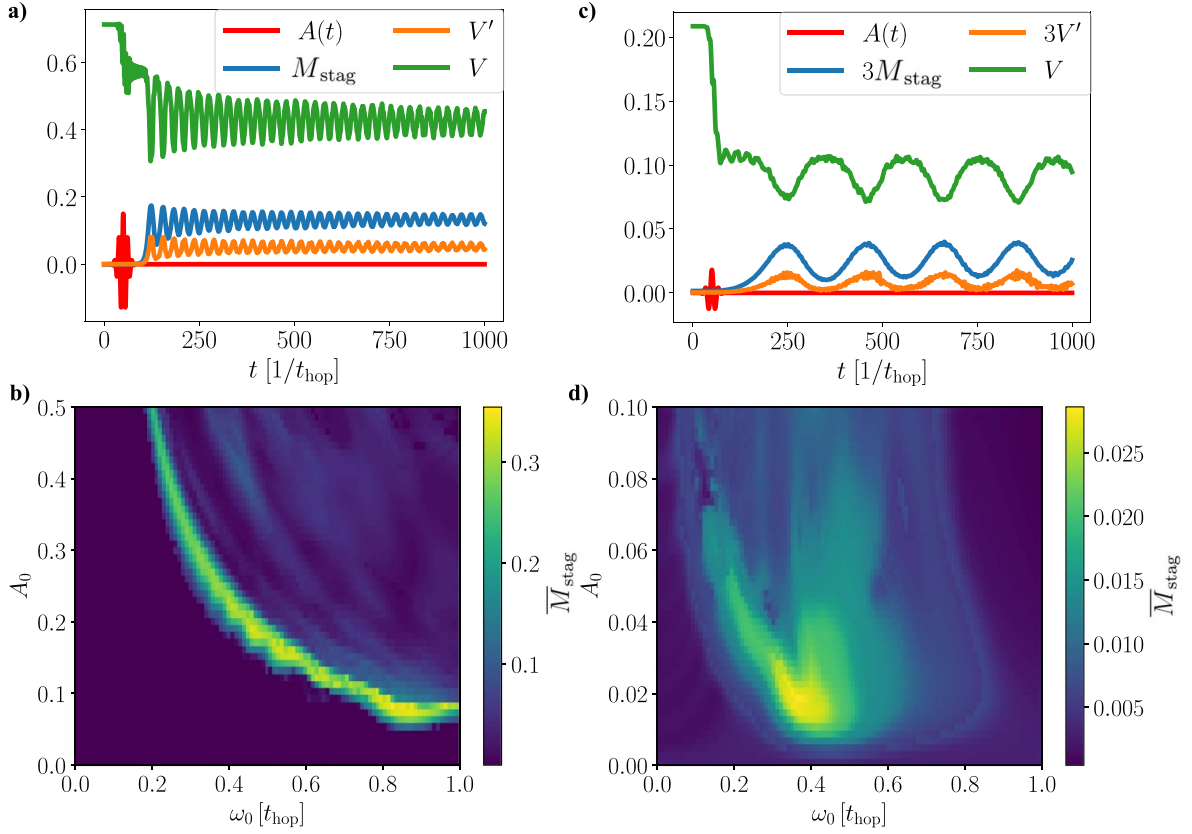 a)
A(t) V′
M_stag V
0.6
0.4
0.2
0.0
0 250 500 750 1000
t [1/t_hop]
c)
A(t) 3V′
3M_stag V
0.20
0.15
0.10
0.05
0.00
0 250 500 750 1000
t [1/t_hop]
b)
0.5
0.4
0.3
0.2
0.1
0.0
A_0
0.0 0.2 0.4 0.6 0.8 1.0
ω_0 [t_hop]
0.3
0.2
0.1
M̅_stag
d)
0.10
0.08
0.06
0.04
0.02
0.00
A_0
0.0 0.2 0.4 0.6 0.8 1.0
ω_0 [t_hop]
0.025
0.020
0.015
0.010
0.005
M̅_stag